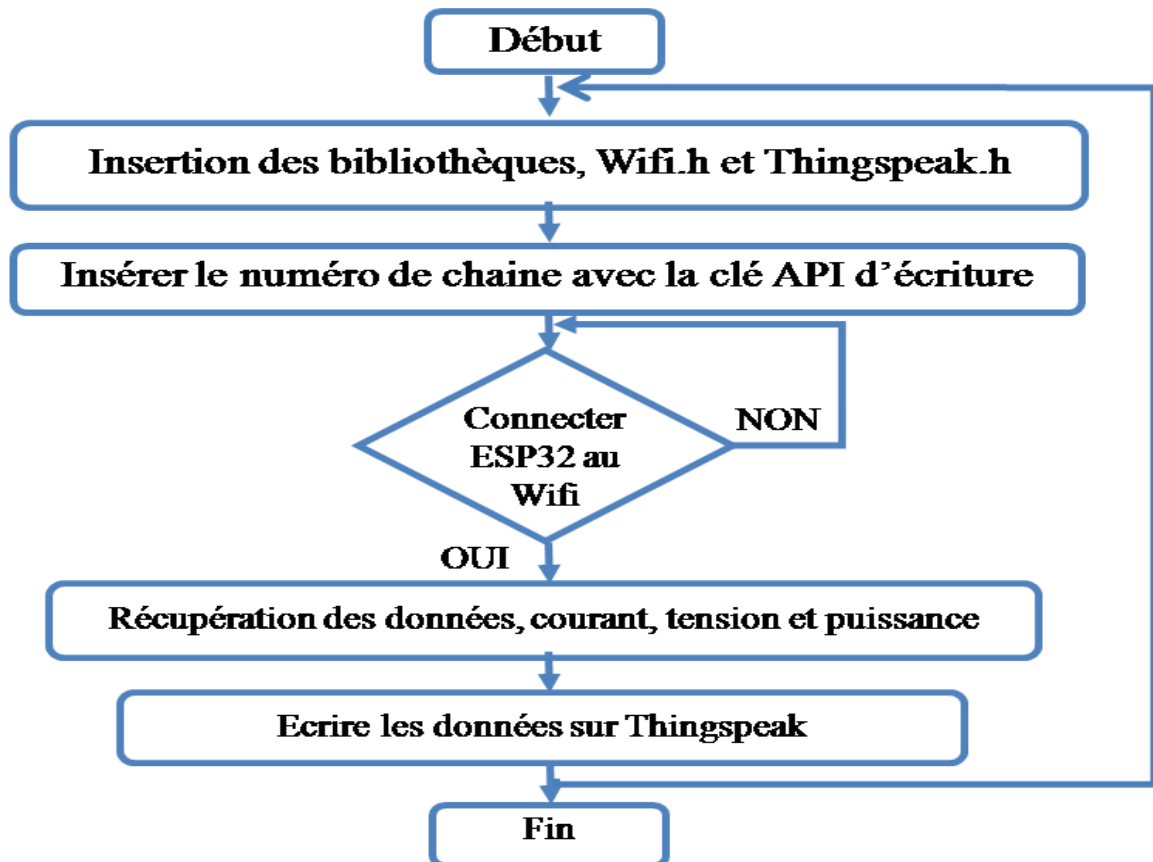 Début
Insertion des bibliothèques, Wifi.h et Thingspeak.h
Insérer le numéro de chaine avec la clé API d’écriture
Connecter
ESP32 au
Wifi
NON
OUI
Récupération des données, courant, tension et puissance
Ecrire les données sur Thingspeak
Fin